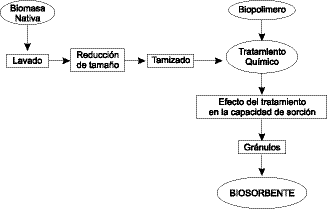 Biomasa
Nativa
Biopolimero
Lavado
Reducción
de tamaño
Tamizado
Tratamiento
Químico
Efecto del tratamiento
en la capacidad de sorción
Gránulos
BIOSORBENTE